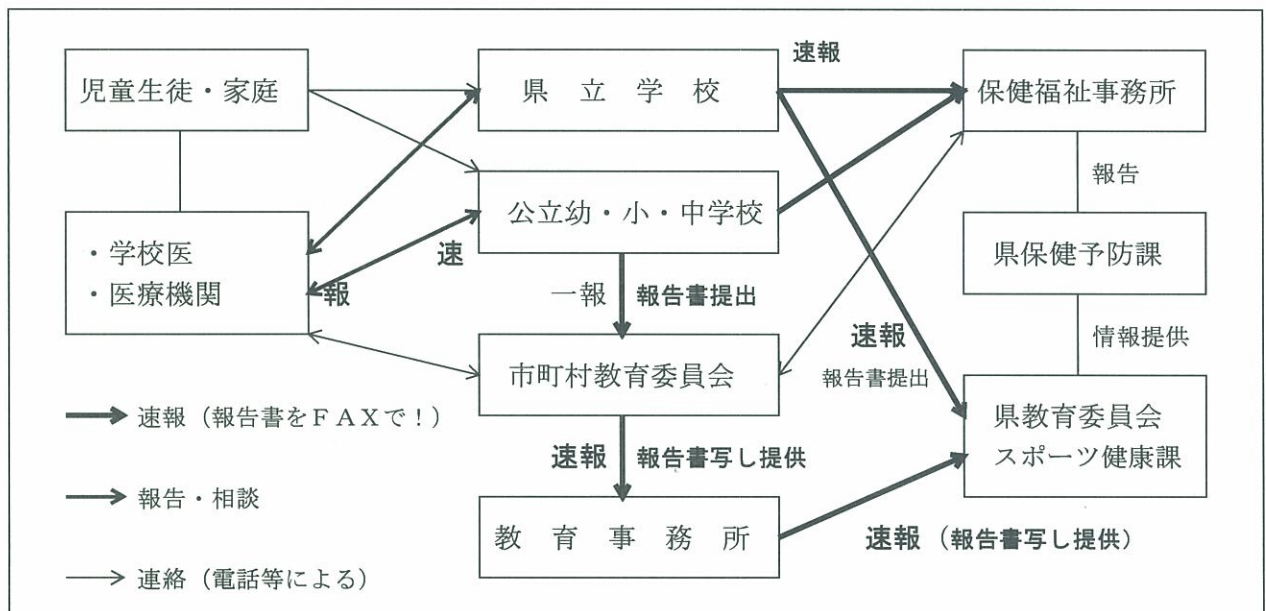 速報
児童生徒・家庭
県立学校
保健福祉事務所
報告
公立幼・小・中学校
・学校医
・医療機関
速
報
一報
報告書提出
県保健予防課
情報提供
市町村教育委員会
速報
報告書提出
県教育委員会
スポーツ健康課
速報（報告書をＦＡＸで！）
速報
報告書写し提供
報告・相談
教育事務所
速報（報告書写し提供）
連絡（電話等による）